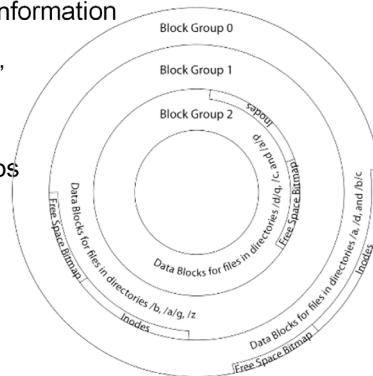 nformation
,
os
Block Group 0
Block Group 1
Block Group 2
Inodes
Free Space Bitmap
Data Blocks for files in directories /d/q, /c, and /a/p
Data Blocks for files in directories /b, /a/g, /z
Free Space Bitmap
Inodes
Data Blocks for files in directories /a, /d, and /b/c
Inodes
Free Space Bitmap